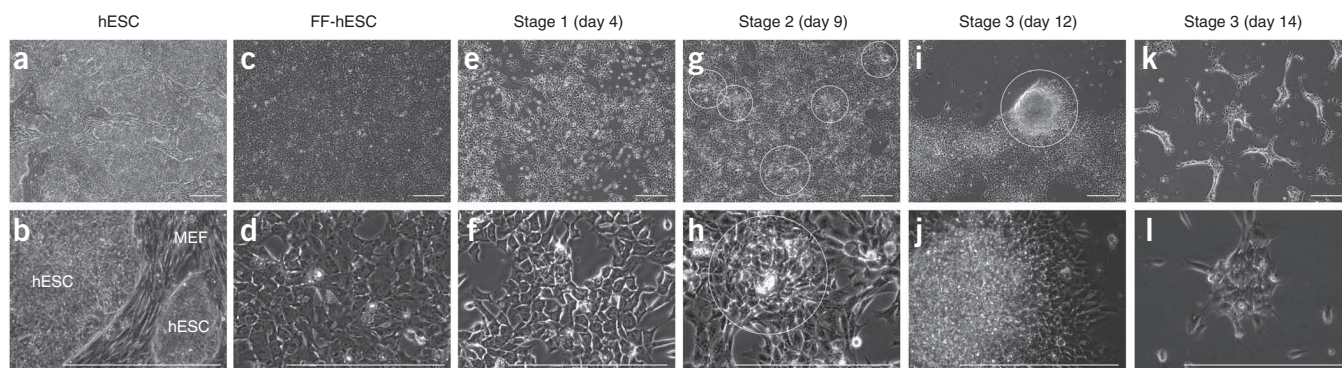 hESC FF-hESC Stage 1 (day 4) Stage 2 (day 9) Stage 3 (day 12) Stage 3 (day 14)
a c e g i k
b d f h j l
MEF
hESC
hESC